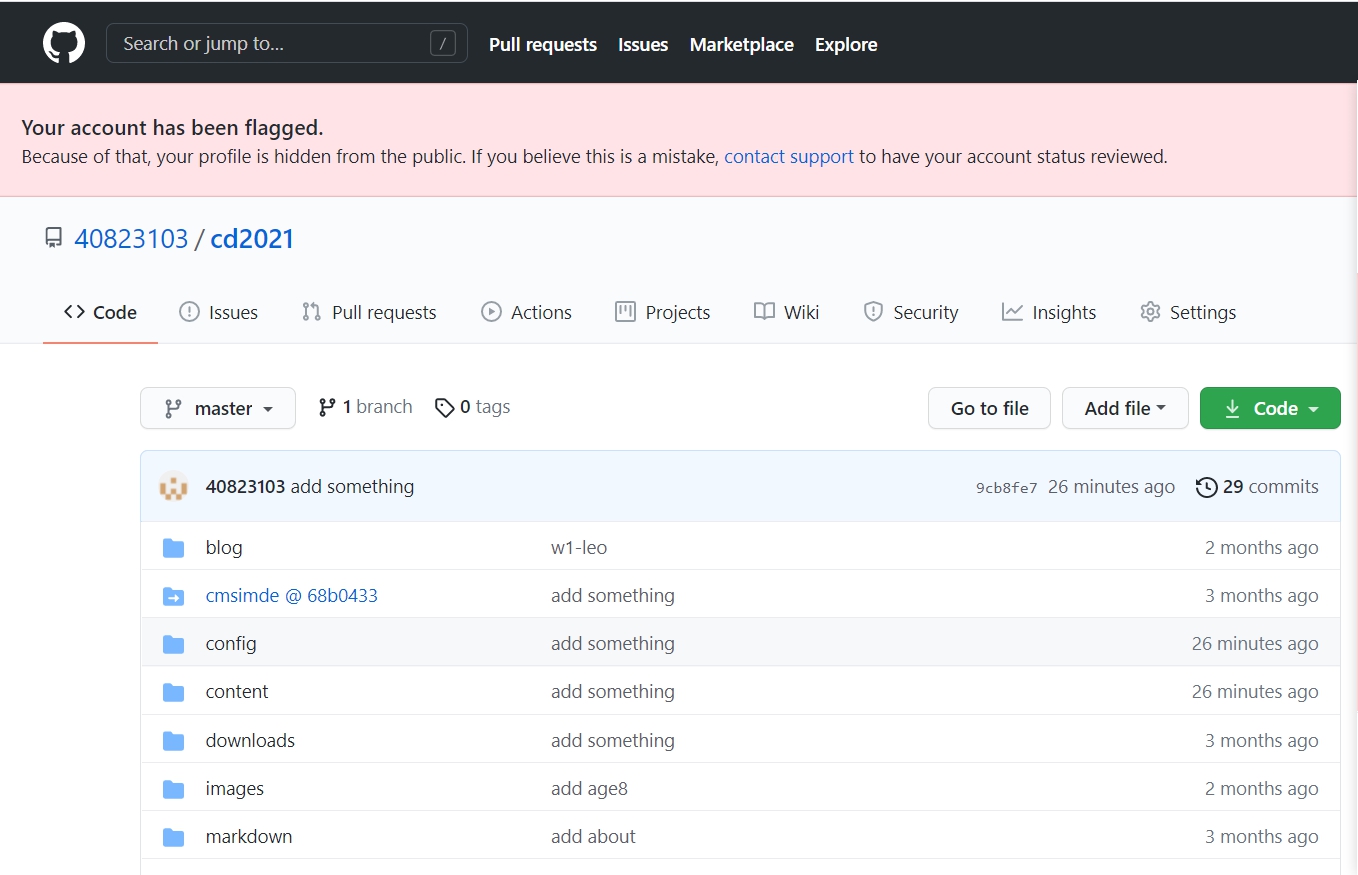 Search or jump to... / Pull requests Issues Marketplace Explore
Your account has been flagged.
Because of that, your profile is hidden from the public. If you believe this is a mistake, contact support to have your account status reviewed.
40823103 / cd2021
Code Issues Pull requests Actions Projects Wiki Security Insights Settings
master 1 branch 0 tags Go to file Add file Code
40823103 add something 9cb8fe7 26 minutes ago 29 commits
blog w1-leo 2 months ago
cmsimde @ 68b0433 add something 3 months ago
config add something 26 minutes ago
content add something 26 minutes ago
downloads add something 3 months ago
images add age8 2 months ago
markdown add about 3 months ago